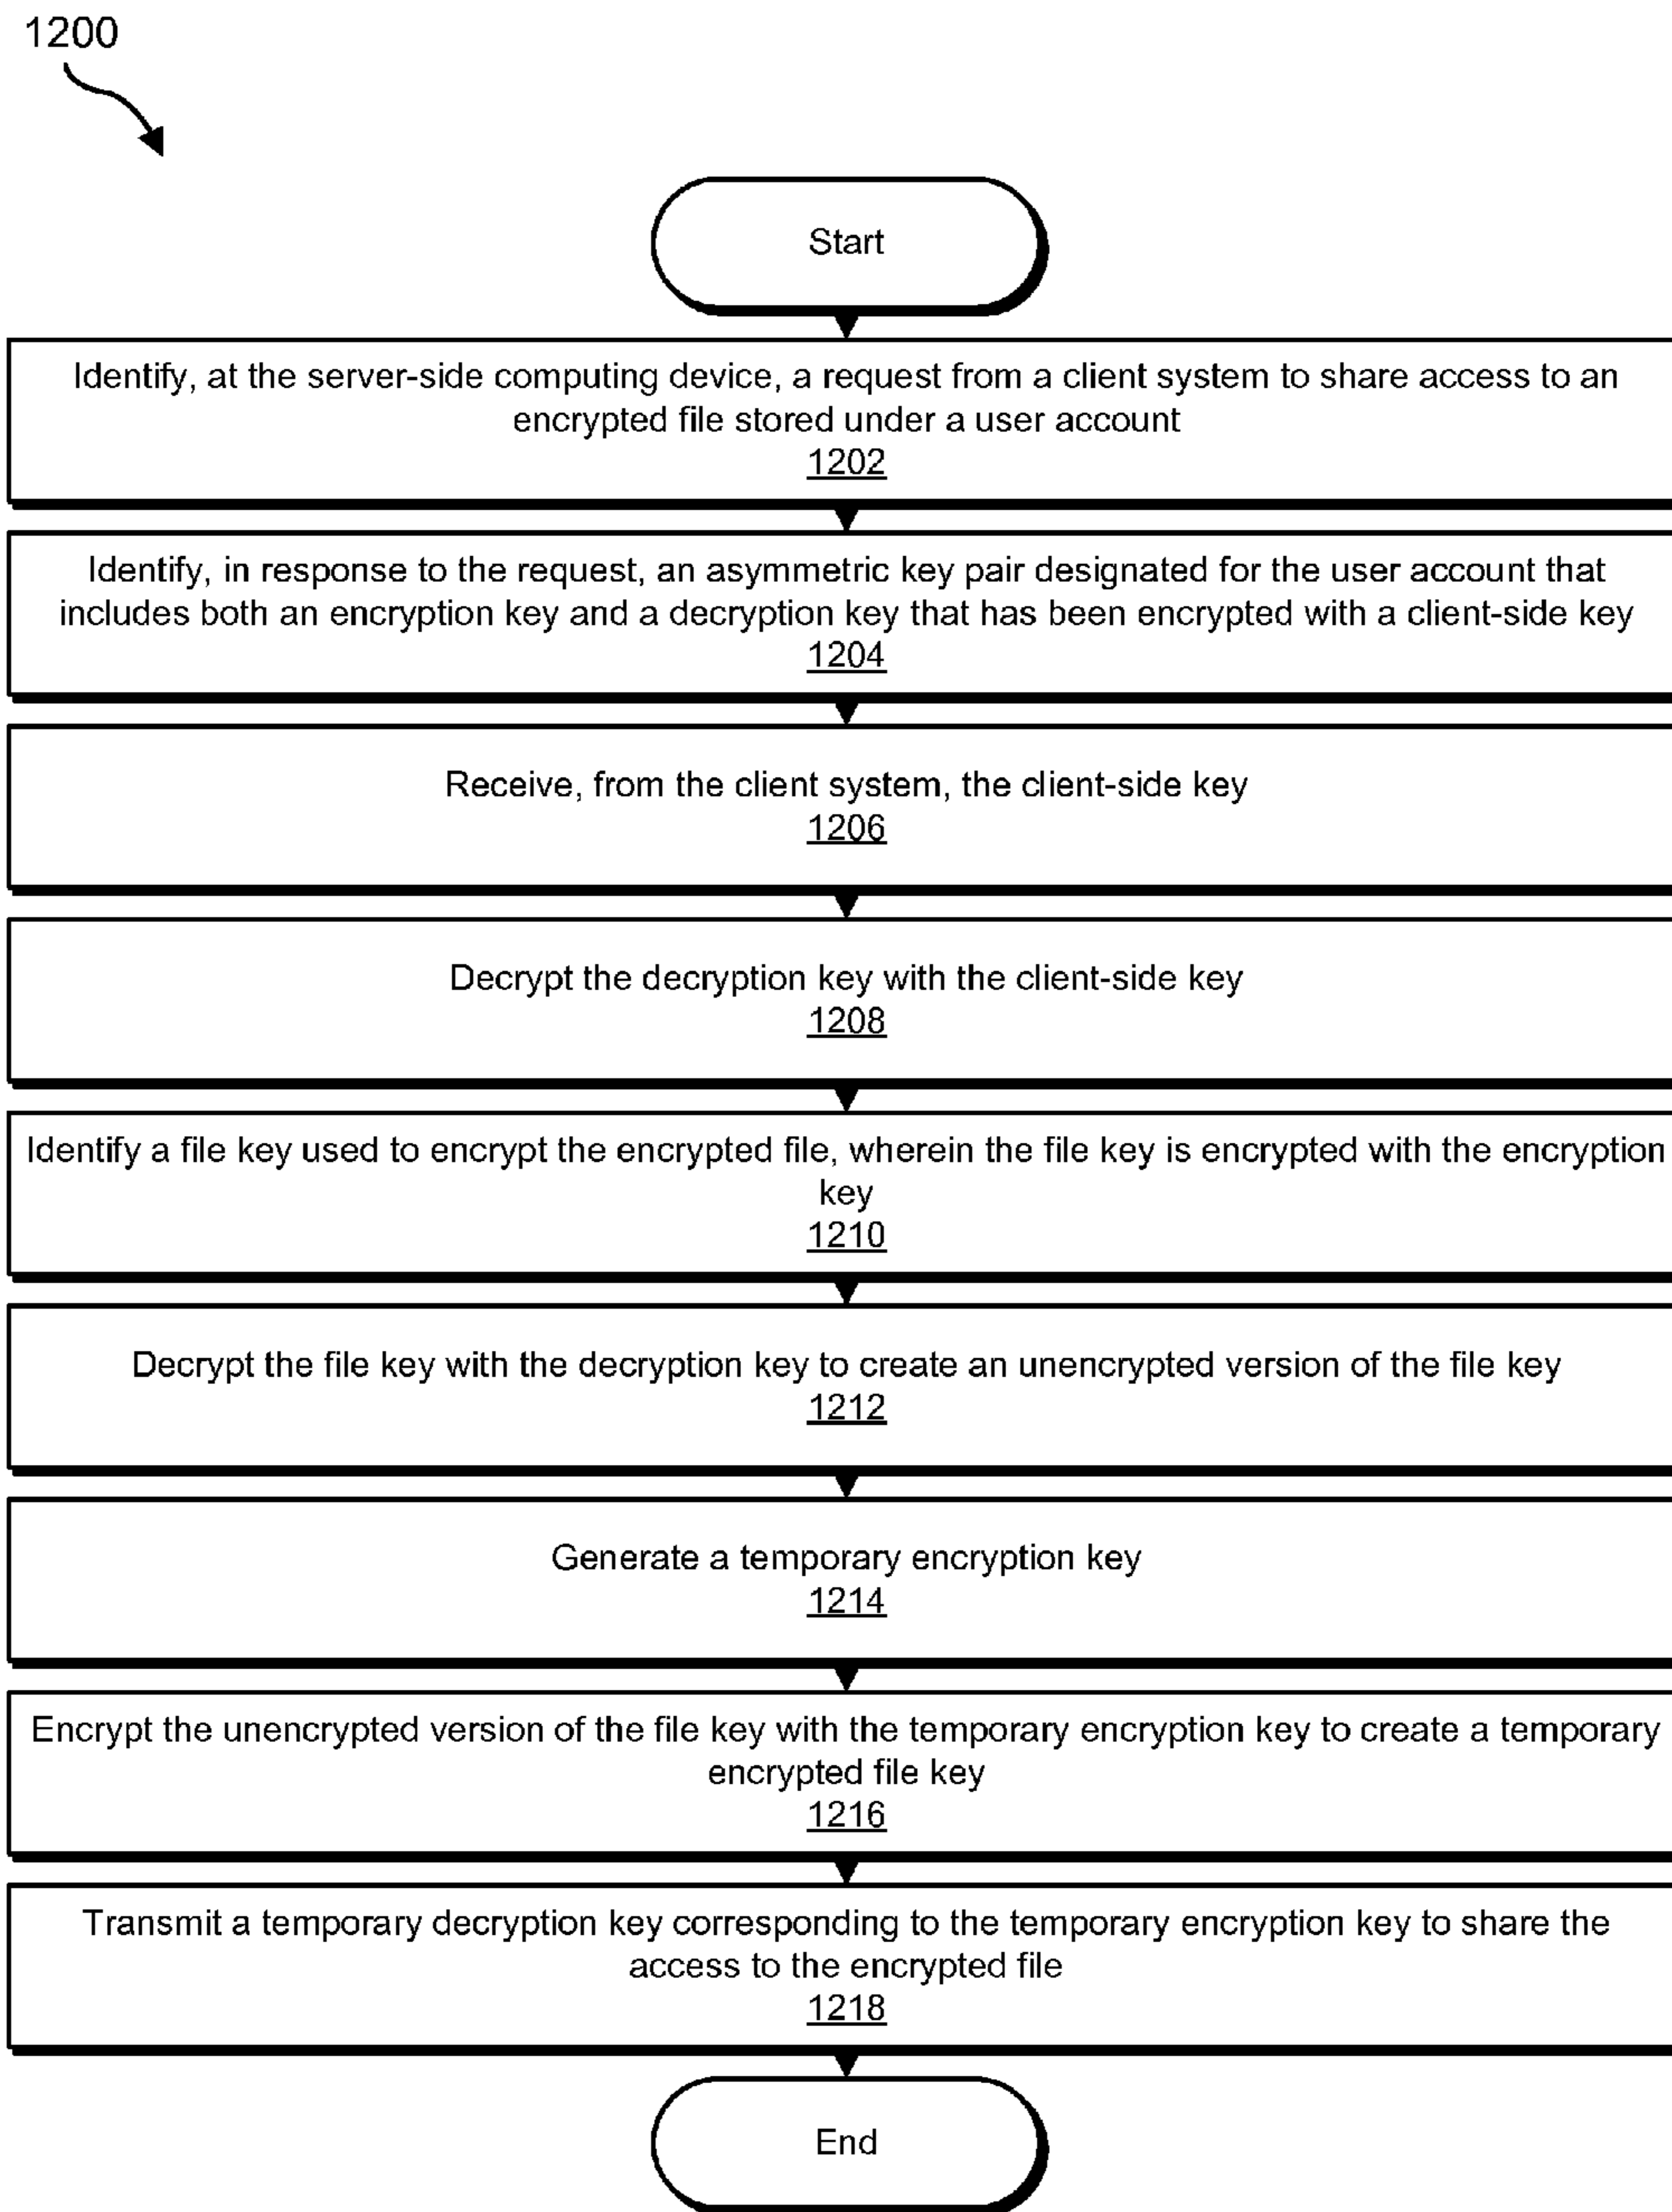 1200
Start
Identify, at the server-side computing device, a request from a client system to share access to an
encrypted file stored under a user account
1202
Identify, in response to the request, an asymmetric key pair designated for the user account that
includes both an encryption key and a decryption key that has been encrypted with a client-side key
1204
Receive, from the client system, the client-side key
1206
Decrypt the decryption key with the client-side key
1208
Identify a file key used to encrypt the encrypted file, wherein the file key is encrypted with the encryption
key
1210
Decrypt the file key with the decryption key to create an unencrypted version of the file key
1212
Generate a temporary encryption key
1214
Encrypt the unencrypted version of the file key with the temporary encryption key to create a temporary
encrypted file key
1216
Transmit a temporary decryption key corresponding to the temporary encryption key to share the
access to the encrypted file
1218
End